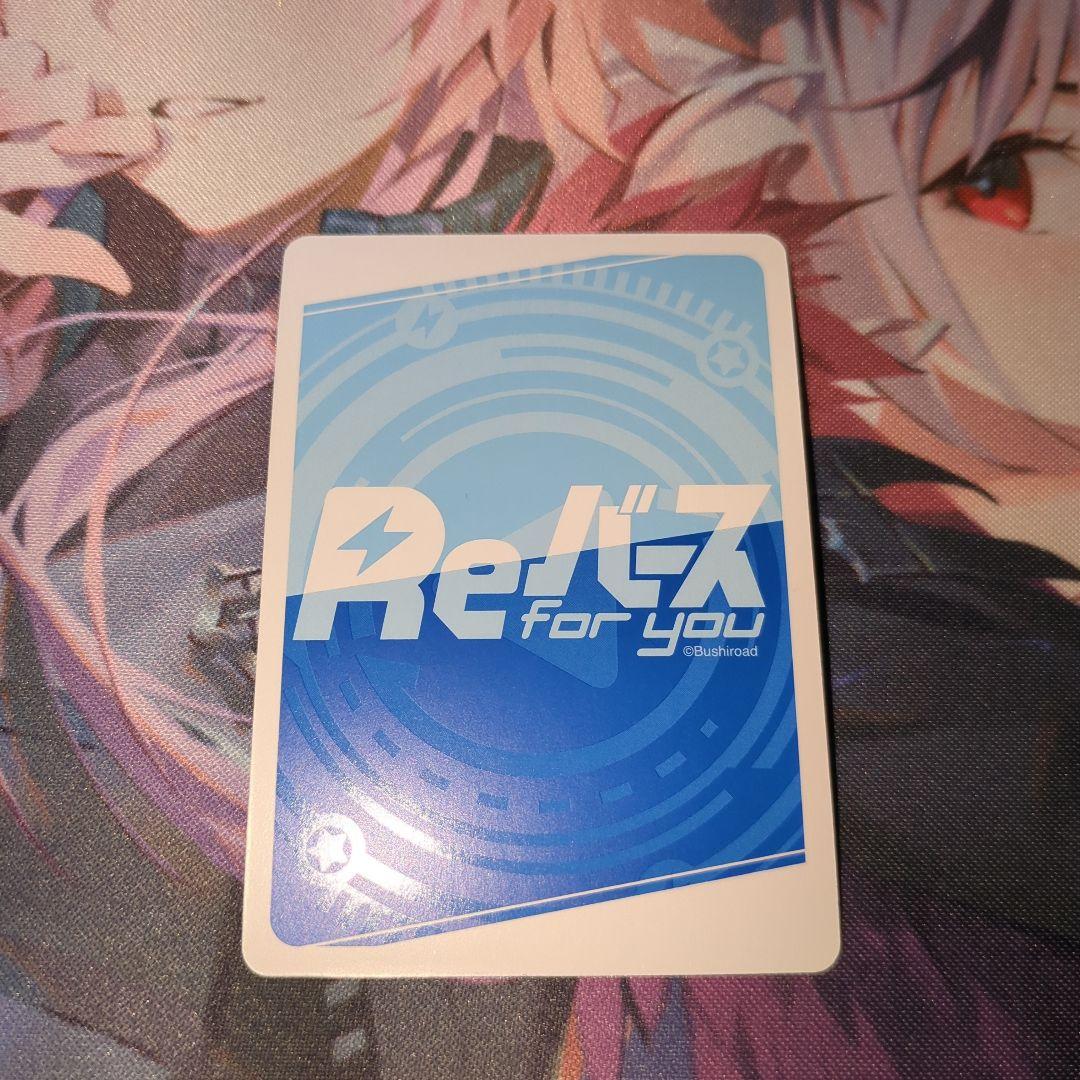 Reバース
for you
©Bushiroad